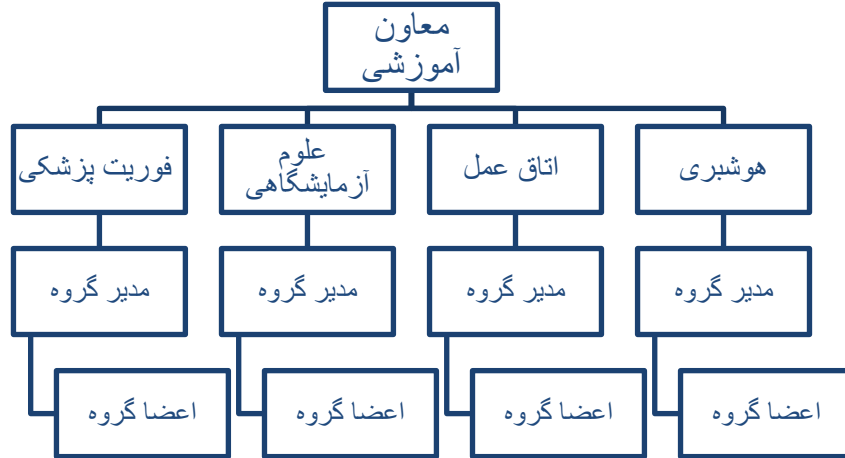 معاون
آموزشی
هوشبری
اتاق عمل
علوم
آزمایشگاهی
فوریت پزشکی
مدیر گروه
مدیر گروه
مدیر گروه
مدیر گروه
اعضا گروه
اعضا گروه
اعضا گروه
اعضا گروه